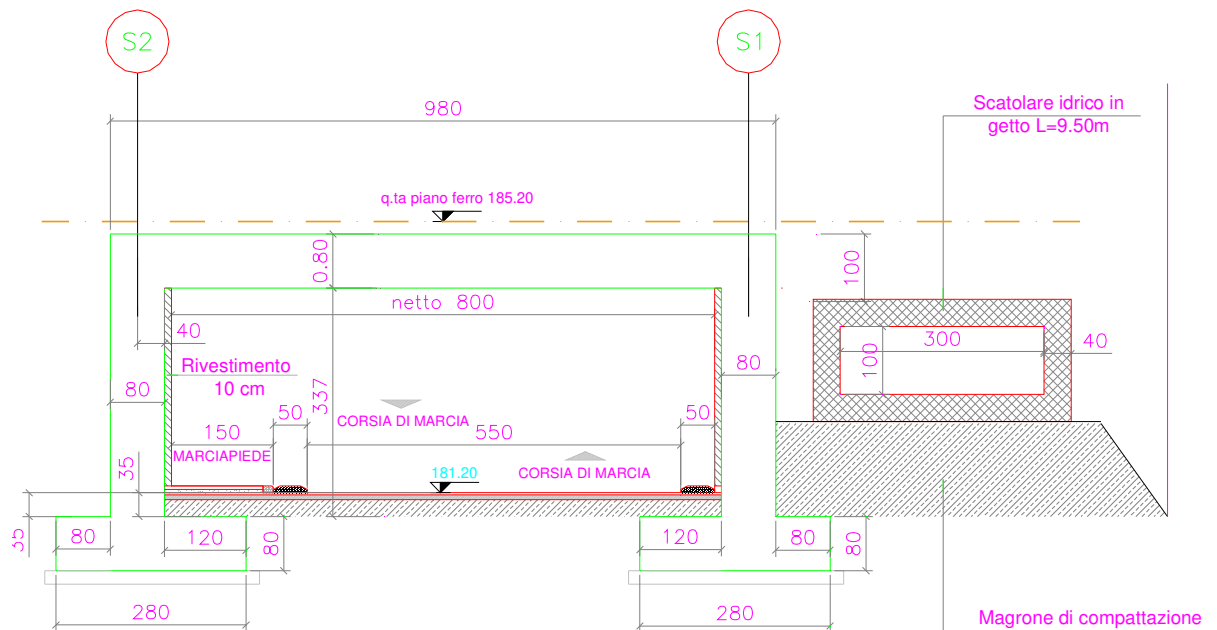 S2
S1
980
Scatolare idrico in
getto L=9.50m
q.ta piano ferro 185.20
0.80
100
netto 800
40
300
100
40
Rivestimento
10 cm
80
80
337
50
CORSIA DI MARCIA
50
150
550
MARCIAPIEDE
35
181.20
CORSIA DI MARCIA
35
80
120
80
120
80
80
280
280
Magrone di compattazione